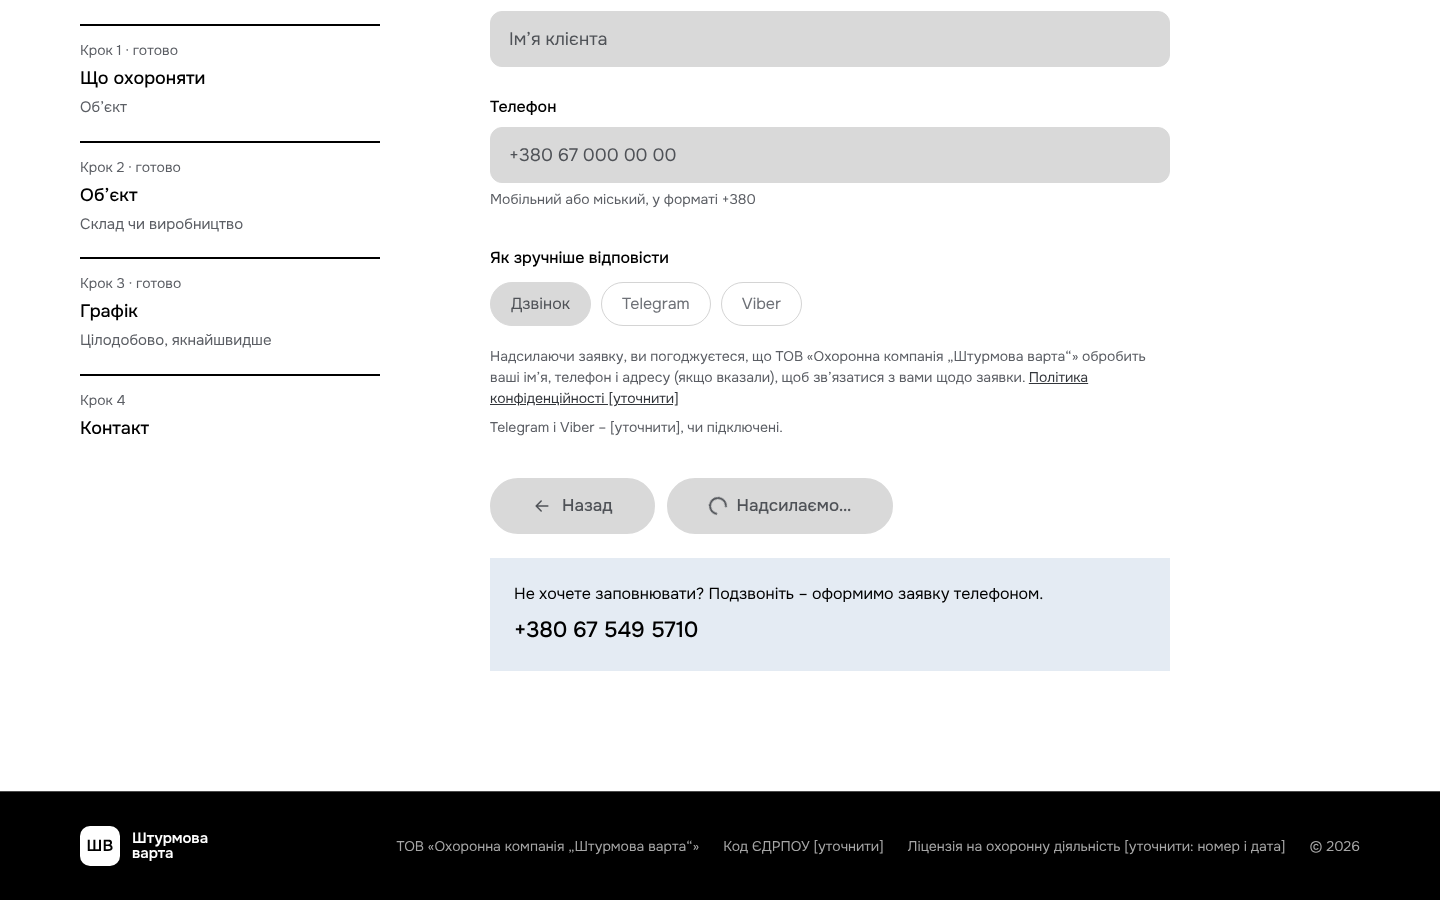 Крок 1 · готово
Що охороняти
Об’єкт
Крок 2 · готово
Об’єкт
Склад чи виробництво
Крок 3 · готово
Графік
Цілодобово, якнайшвидше
Крок 4
Контакт
Ім’я клієнта
Телефон
+380 67 000 00 00
Мобільний або міський, у форматі +380
Як зручніше відповісти
Дзвінок
Telegram
Viber
Надсилаючи заявку, ви погоджуєтеся, що ТОВ «Охоронна компанія „Штурмова варта“» обробить
ваші ім’я, телефон і адресу (якщо вказали), щоб зв’язатися з вами щодо заявки. Політика
конфіденційності [уточнити]
Telegram і Viber – [уточнити], чи підключені.
← Назад
Надсилаємо…
Не хочете заповнювати? Подзвоніть – оформимо заявку телефоном.
+380 67 549 5710
ШВ
Штурмова
варта
ТОВ «Охоронна компанія „Штурмова варта“»
Код ЄДРПОУ [уточнити]
Ліцензія на охоронну діяльність [уточнити: номер і дата]
© 2026